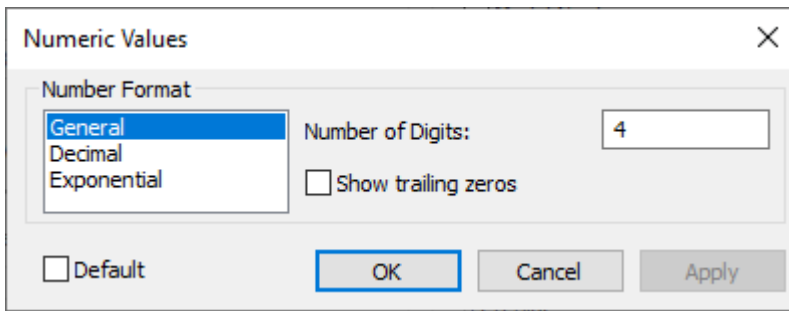 Numeric Values
Number Format
General
Decimal
Exponential
Number of Digits: 4
Show trailing zeros
Default OK Cancel Apply